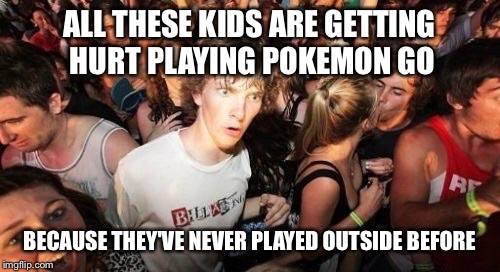 ALL THESE KIDS ARE GETTING
HURT PLAYING POKEMON GO
BECAUSE THEY'VE NEVER PLAYED OUTSIDE BEFORE
imgflip.com